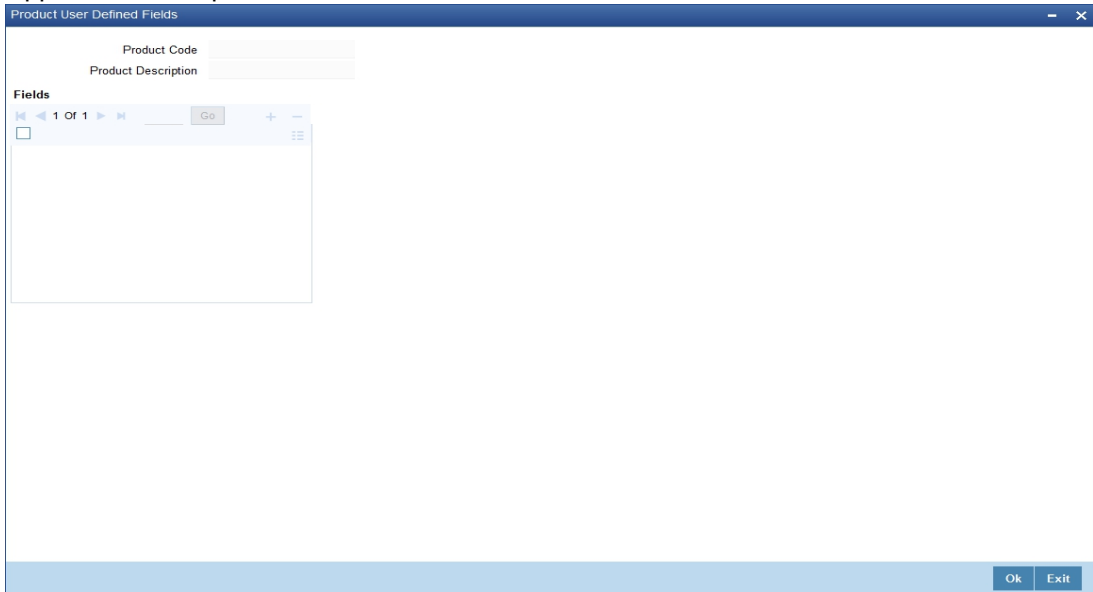 Product User Defined Fields
Product Code
Product Description
Fields
1 Of 1 Go
Ok Exit